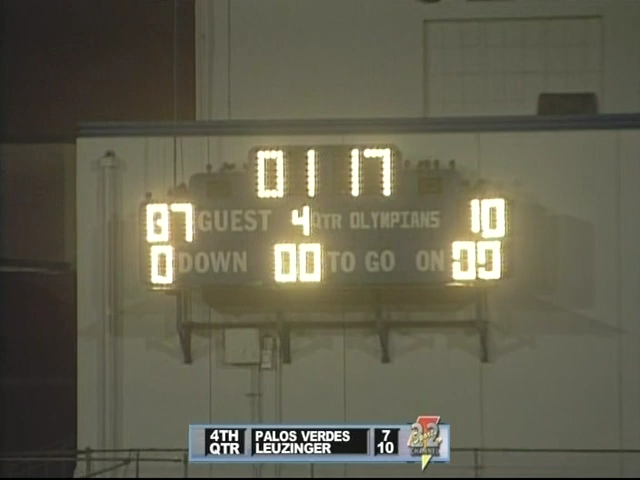 01 17
07 GUEST 4 QTR OLYMPIANS 10
0 DOWN 00 TO GO ON
4TH PALOS VERDES 7
QTR LEUZINGER 10